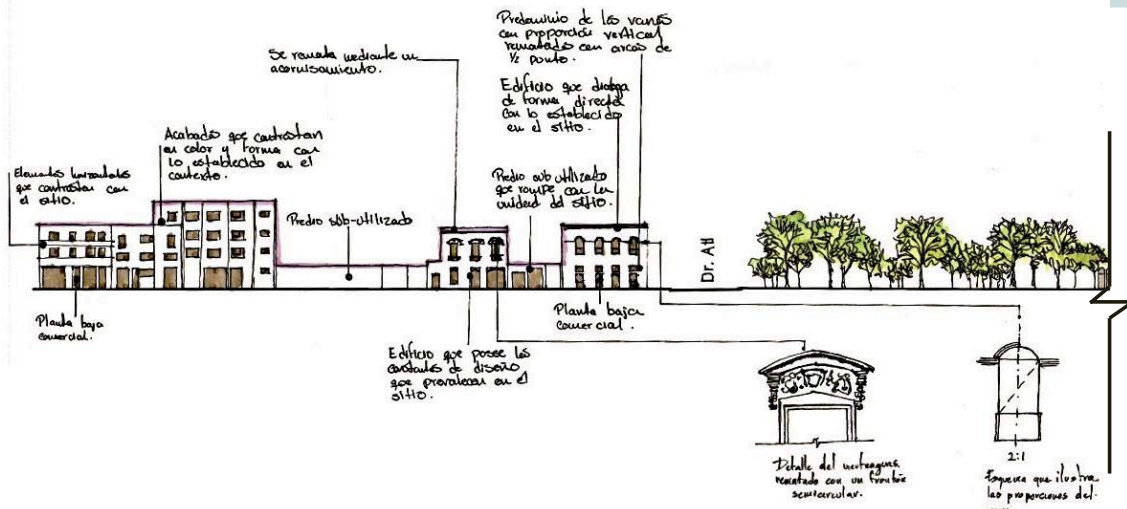 Predominio de los vanos
con proporción vertical
rematados con arcos de
½ punto.
Se remata mediante un
acornisamiento.
Edificio que dialoga
de forma directa
con lo establecido
en el sitio.
Acabados que contrastan
en color y forma con
lo establecido en el
contexto.
Elementos horizontales
que contrastan con
el sitio.
Predio sub utilizado
que rompe con la
unidad del sitio.
Predio sub-utilizado
Dr. Atl
Planta baja
comercial.
Planta baja
comercial.
Edificio que posee las
constantes de diseño
que prevalecen en el
sitio.
Detalle del
rematado con un frontón
semicircular.
2:1
Esquema que ilustra
las proporciones del